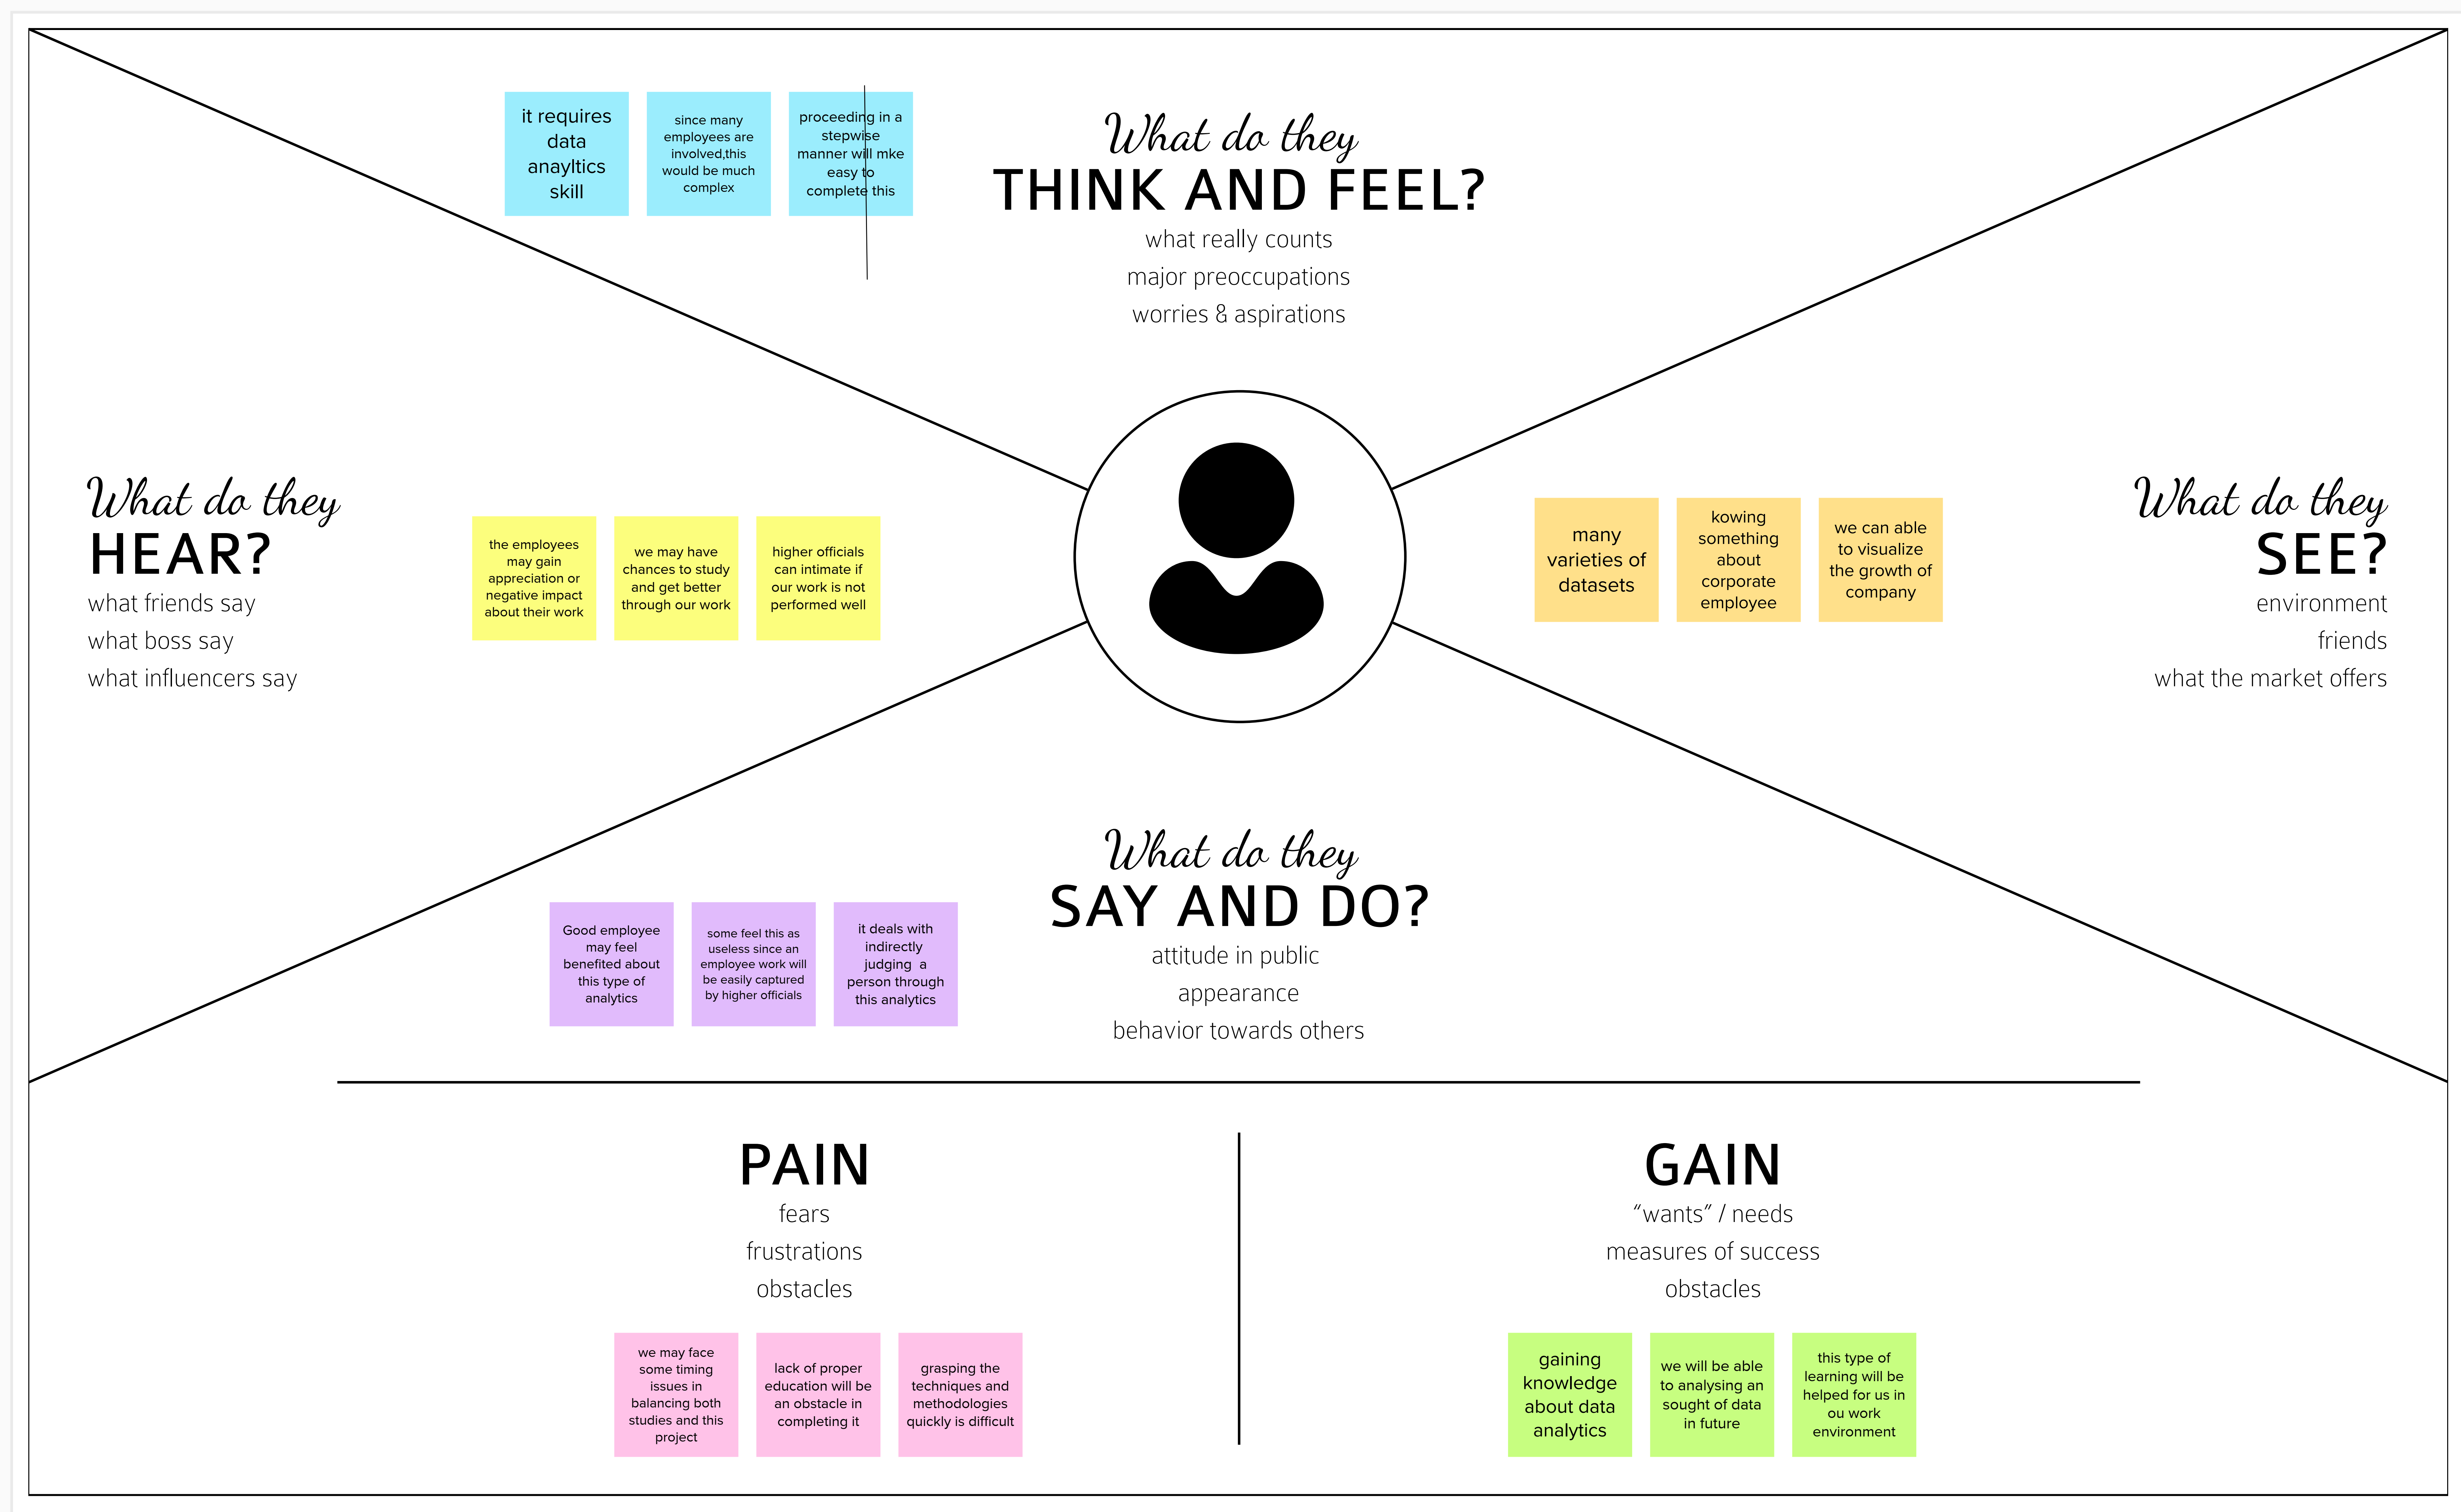 it requires
data
anayltics
skill
since many
employees are
involved,this
would be much
complex
proceeding in a
stepwise
manner will mke
easy to
complete this
What do they
THINK AND FEEL?
what really counts
major preoccupations
worries & aspirations
What do they
HEAR?
what friends say
what boss say
what influencers say
the employees
may gain
appreciation or
negative impact
about their work
we may have
chances to study
and get better
through our work
higher officials
can intimate if
our work is not
performed well
many
varieties of
datasets
kowing
something
about
corporate
employee
we can able
to visualize
the growth of
company
What do they
SEE?
environment
friends
what the market offers
What do they
SAY AND DO?
attitude in public
appearance
behavior towards others
Good employee
may feel
benefited about
this type of
analytics
some feel this as
useless since an
employee work will
be easily captured
by higher officials
it deals with
indirectly
judging  a
person through
this analytics
PAIN
fears
frustrations
obstacles
we may face
some timing
issues in
balancing both
studies and this
project
lack of proper
education will be
an obstacle in
completing it
grasping the
techniques and
methodologies
quickly is difficult
GAIN
“wants” / needs
measures of success
obstacles
gaining
knowledge
about data
analytics
we will be able
to analysing an
sought of data
in future
this type of
learning will be
helped for us in
ou work
environment